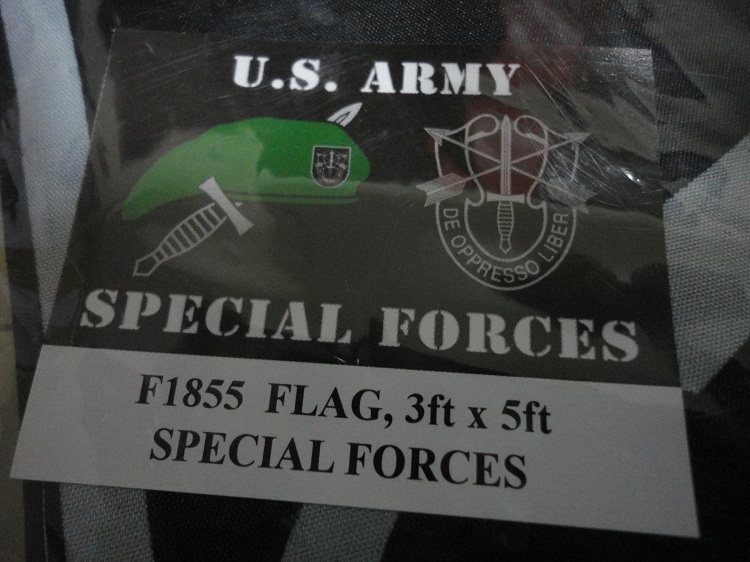 U.S. ARMY
DE OPPRESSO LIBER
SPECIAL FORCES
F1855 FLAG, 3ft x 5ft
SPECIAL FORCES